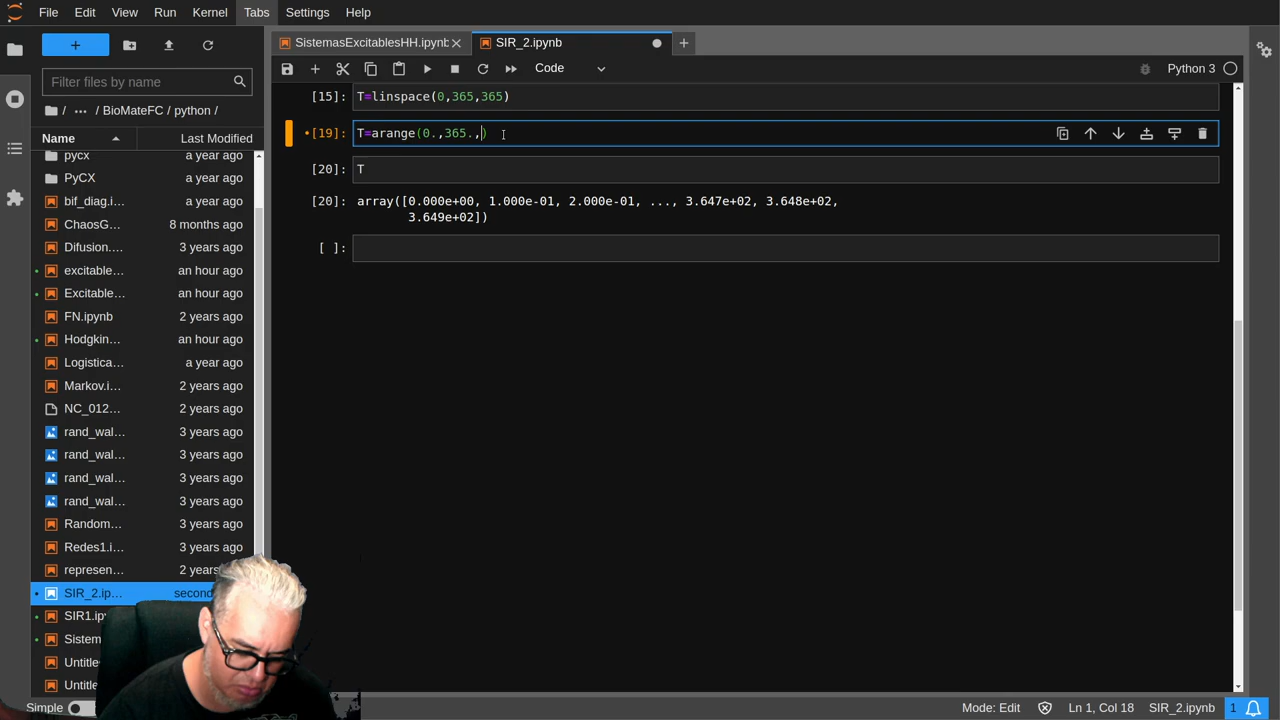 File Edit View Run Kernel Tabs Settings Help
SistemasExcitablesHH.ipynb
SIR_2.ipynb
Code
Python 3
Filter files by name
/ ... / BioMateFC / python /
Name Last Modified
pycx a year ago
PyCX a year ago
bif_diag.i... a year ago
ChaosG... 8 months ago
Difusion.... 3 years ago
excitable... an hour ago
Excitable... an hour ago
FN.ipynb 2 years ago
Hodgkin... an hour ago
Logistica... a year ago
Markov.i... 2 years ago
NC_012... 2 years ago
rand_wal... 3 years ago
rand_wal... 3 years ago
rand_wal... 3 years ago
rand_wal... 3 years ago
Random... 3 years ago
Redes1.i... 3 years ago
represen... 2 years
SIR_2.ip... second
SIR1.ipy
Sistem
Untitle
Untitl
[15]: T=linspace(0,365,365)
[19]: T=arange(0.,365.,)
[20]: T
[20]: array([0.000e+00, 1.000e-01, 2.000e-01, ..., 3.647e+02, 3.648e+02,
3.649e+02])
[ ]:
Simple
Mode: Edit
Ln 1, Col 18
SIR_2.ipynb
1